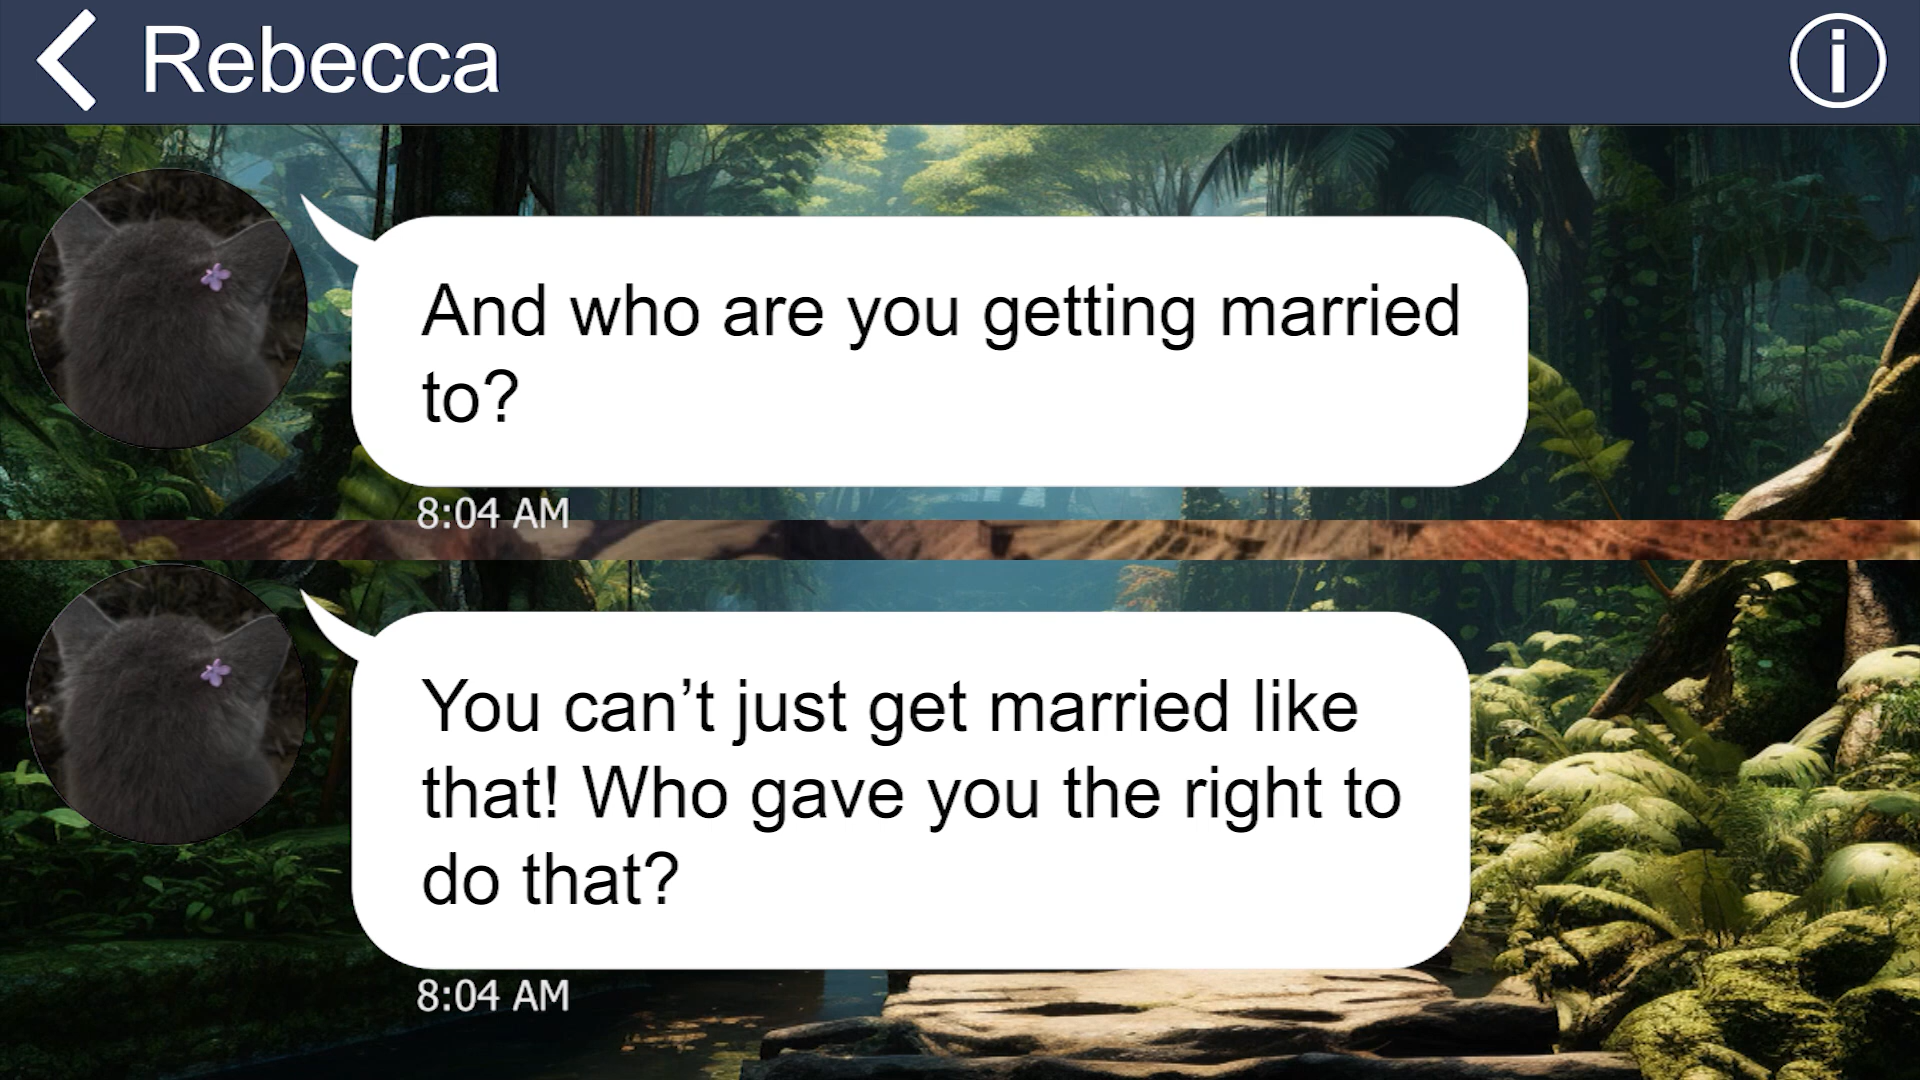 Rebecca
And who are you getting married
to?
8:04 AM
You can’t just get married like
that! Who gave you the right to
do that?
8:04 AM